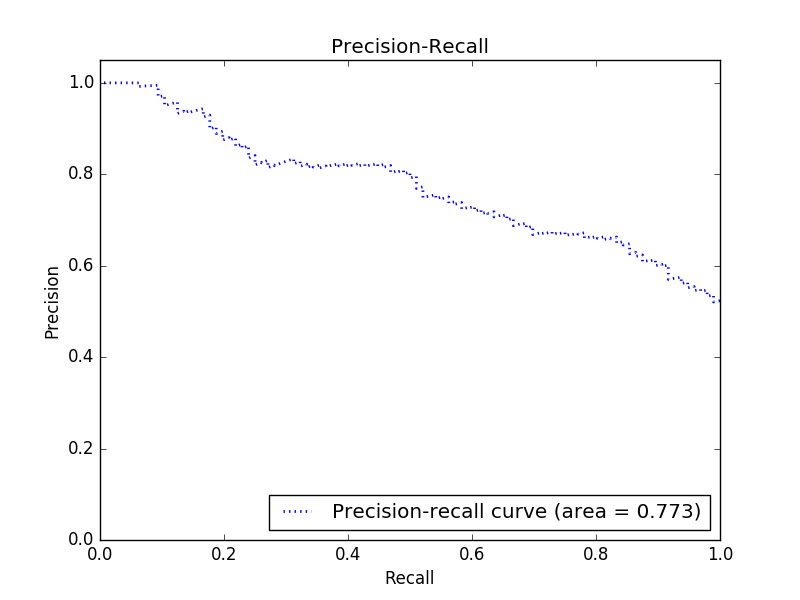 Precision-Recall
1.0
0.8
0.6
0.4
0.2
0.0
Precision
Precision-recall curve (area = 0.773)
0.0 0.2 0.4 0.6 0.8 1.0
Recall